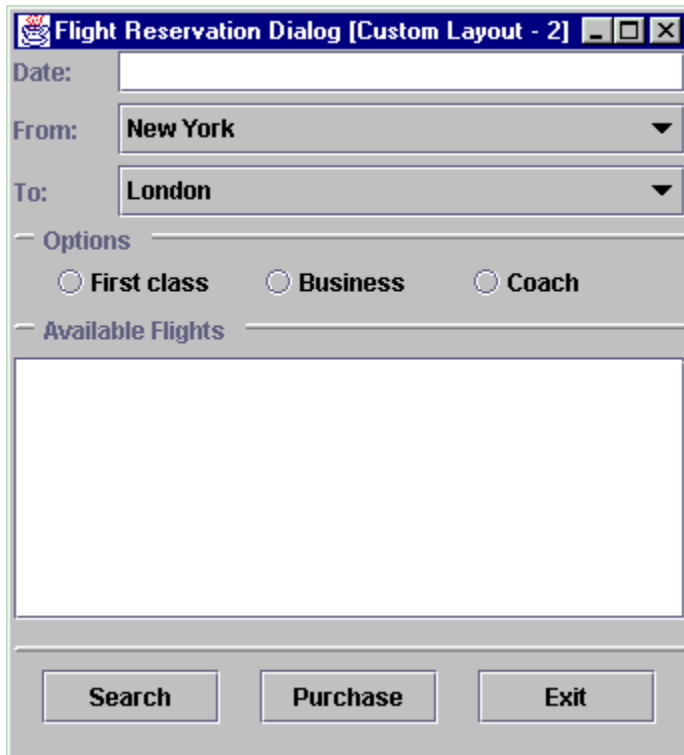 Flight Reservation Dialog [Custom Layout - 2]
Date:
From: New York
To: London
Options
First class Business Coach
Available Flights
Search Purchase Exit